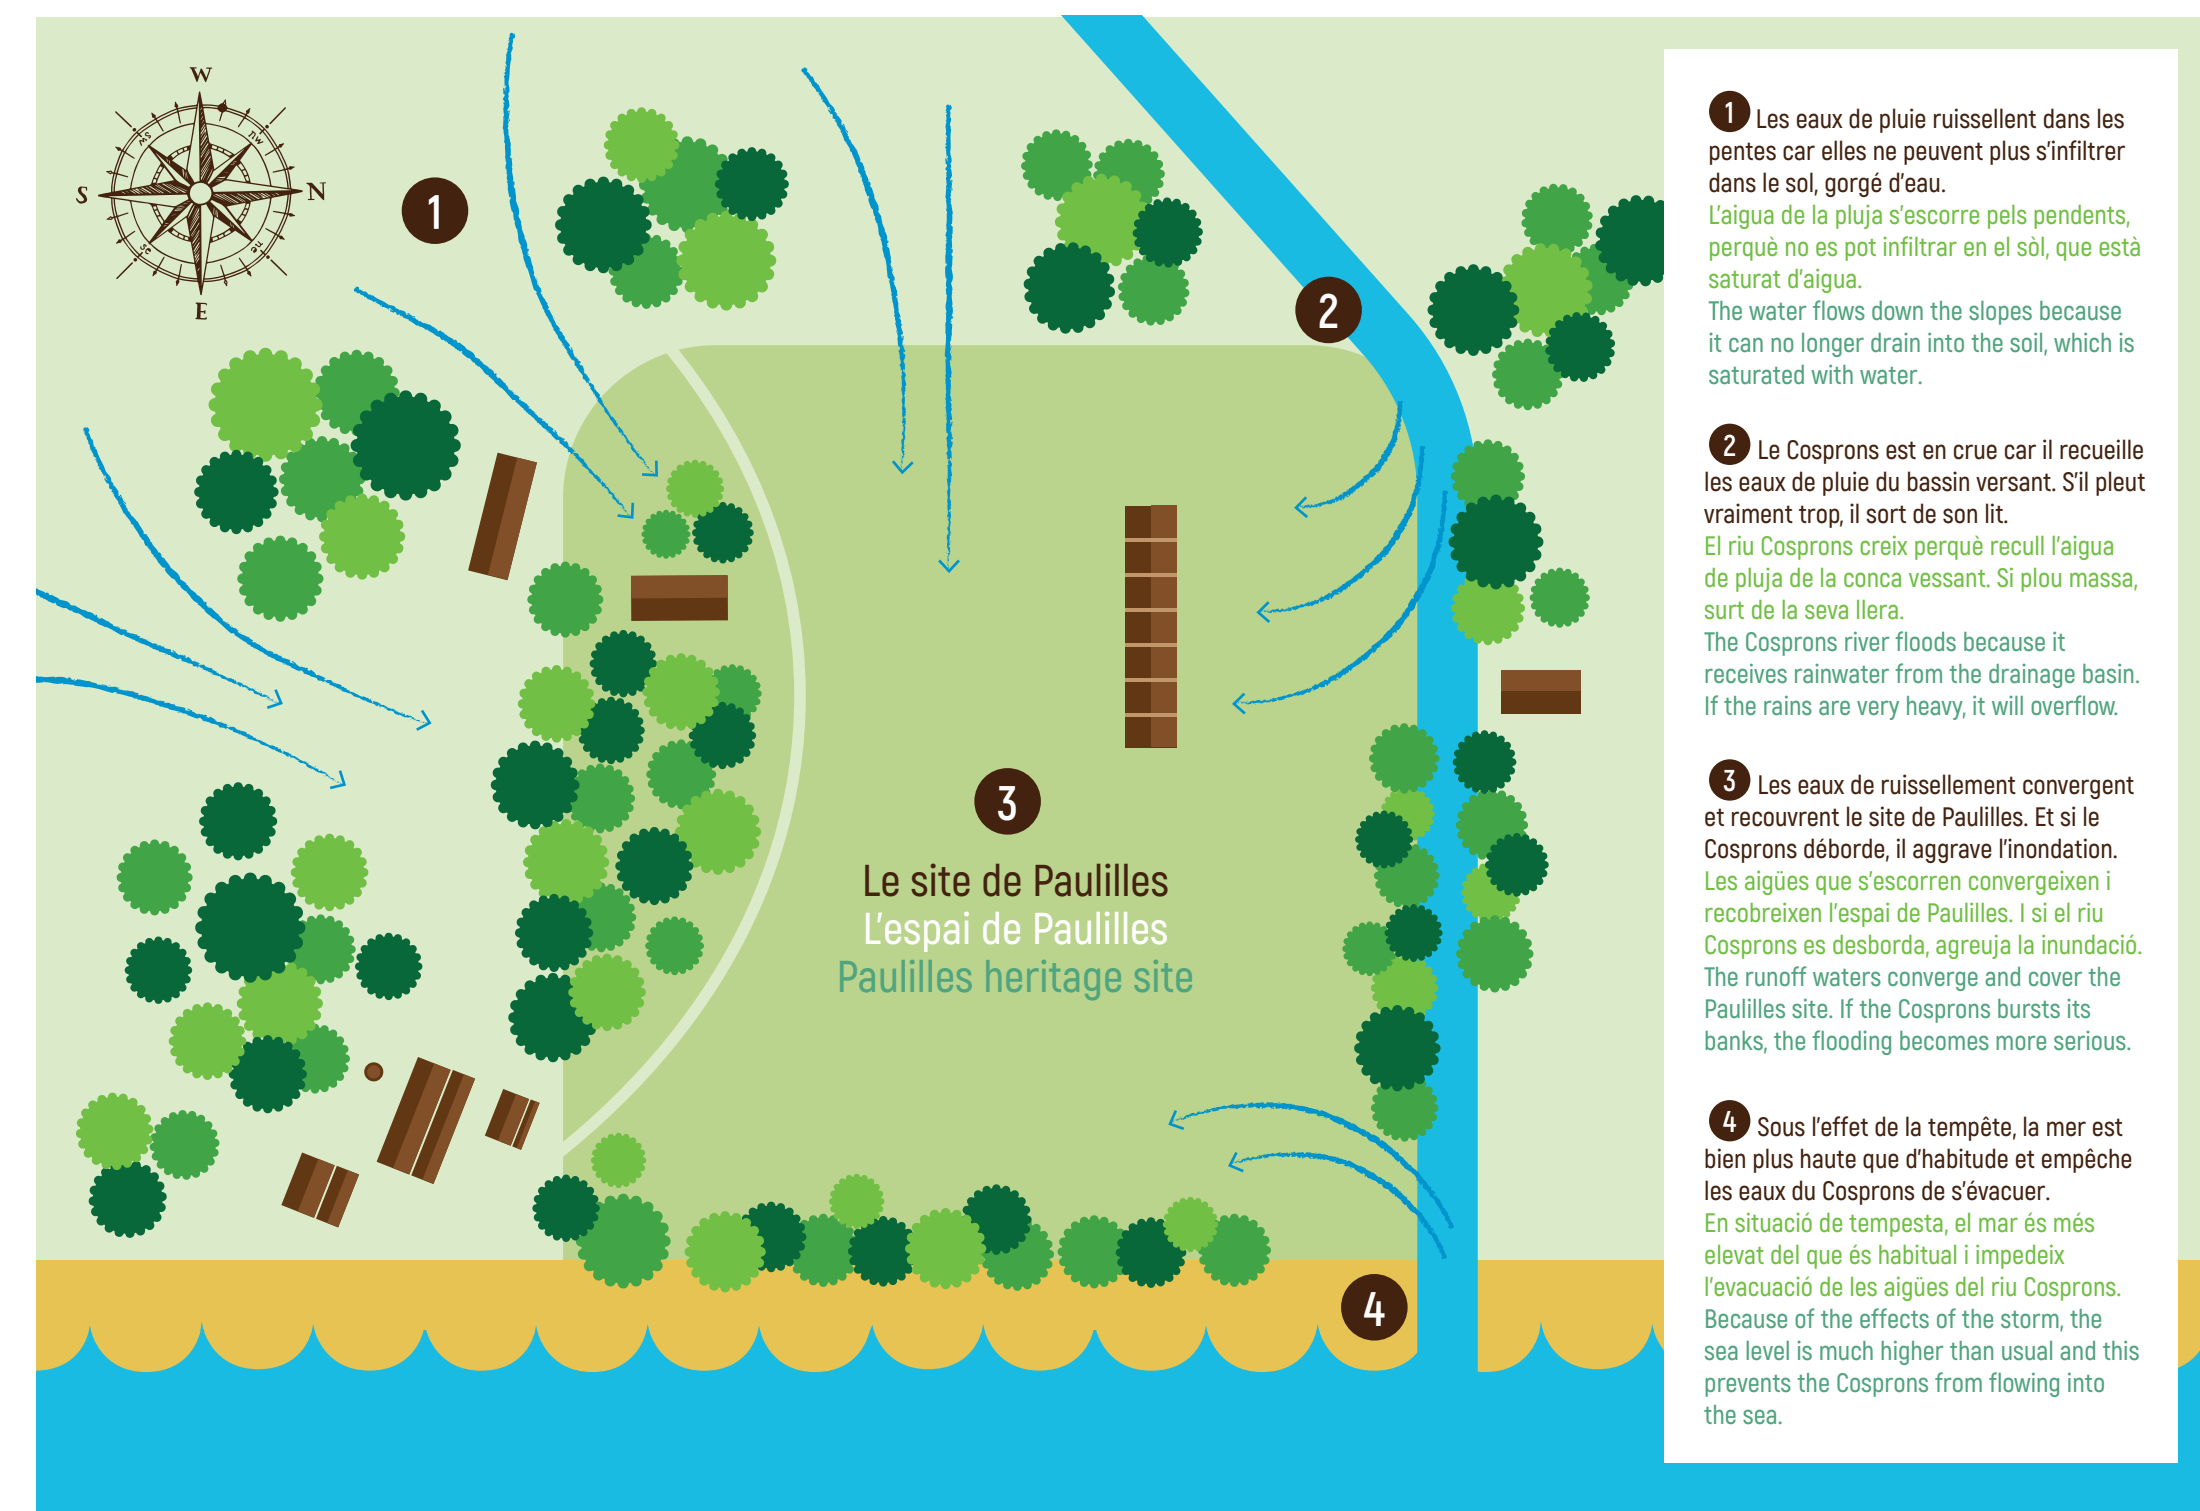 W
S
N
E
sw
nw
se
ne
1
2
3
Le site de Paulilles
L'espai de Paulilles
Paulilles heritage site
4
1 Les eaux de pluie ruissellent dans les
pentes car elles ne peuvent plus s'infiltrer
dans le sol, gorgé d'eau.
L'aigua de la pluja s'escorre pels pendents,
perquè no es pot infiltrar en el sòl, que està
saturat d'aigua.
The water flows down the slopes because
it can no longer drain into the soil, which is
saturated with water.
2 Le Cosprons est en crue car il recueille
les eaux de pluie du bassin versant. S'il pleut
vraiment trop, il sort de son lit.
El riu Cosprons creix perquè recull l'aigua
de pluja de la conca vessant. Si plou massa,
surt de la seva llera.
The Cosprons river floods because it
receives rainwater from the drainage basin.
If the rains are very heavy, it will overflow.
3 Les eaux de ruissellement convergent
et recouvrent le site de Paulilles. Et si le
Cosprons déborde, il aggrave l'inondation.
Les aigües que s'escorren convergeixen i
recobreixen l'espai de Paulilles. I si el riu
Cosprons es desborda, agreuja la inundació.
The runoff waters converge and cover the
Paulilles site. If the Cosprons bursts its
banks, the flooding becomes more serious.
4 Sous l'effet de la tempête, la mer est
bien plus haute que d'habitude et empêche
les eaux du Cosprons de s'évacuer.
En situació de tempesta, el mar és més
elevat del que és habitual i impedeix
l'evacuació de les aigües del riu Cosprons.
Because of the effects of the storm, the
sea level is much higher than usual and this
prevents the Cosprons from flowing into
the sea.